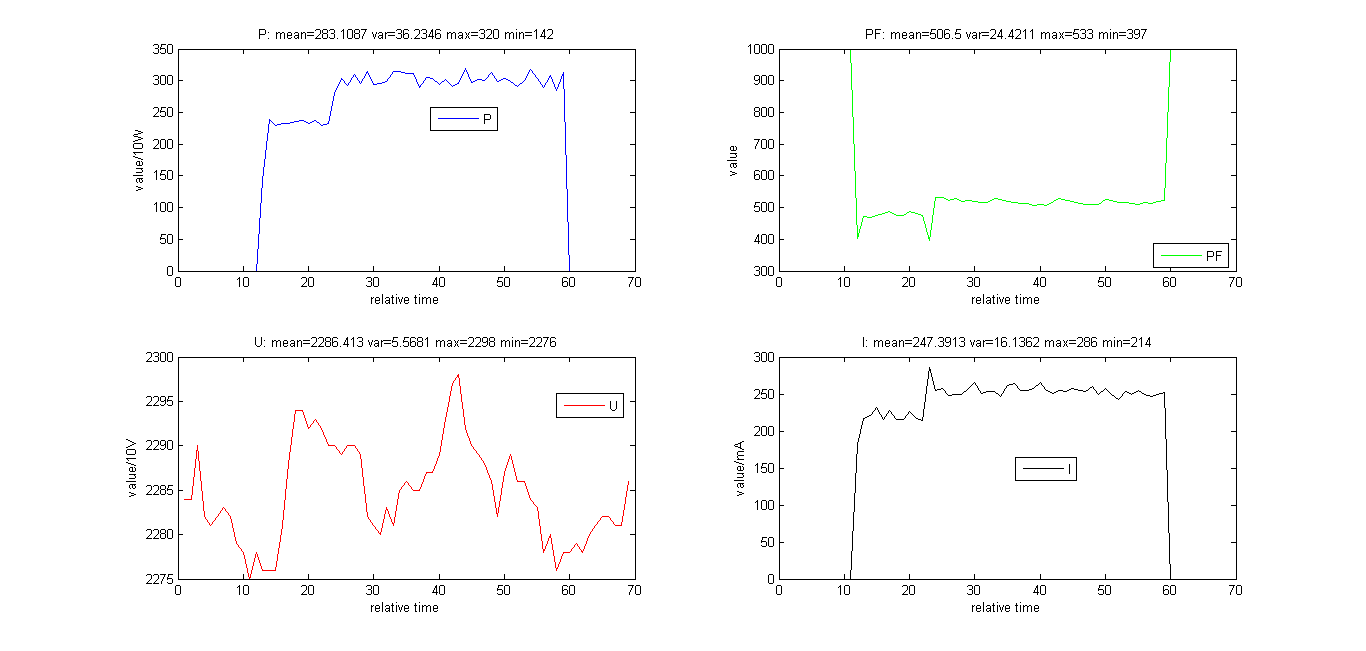 P: mean=283.1087 var=36.2346 max=320 min=142
350
300
250
200
150
100
50
0
value/10W
P
0 10 20 30 40 50 60 70
relative time
PF: mean=506.5 var=24.4211 max=533 min=397
1000
900
800
700
600
500
400
300
value
PF
0 10 20 30 40 50 60 70
relative time
U: mean=2286.413 var=5.5681 max=2298 min=2276
2300
2295
2290
2285
2280
2275
value/10V
U
0 10 20 30 40 50 60 70
relative time
I: mean=247.3913 var=16.1362 max=286 min=214
300
250
200
150
100
50
0
value/mA
I
0 10 20 30 40 50 60 70
relative time